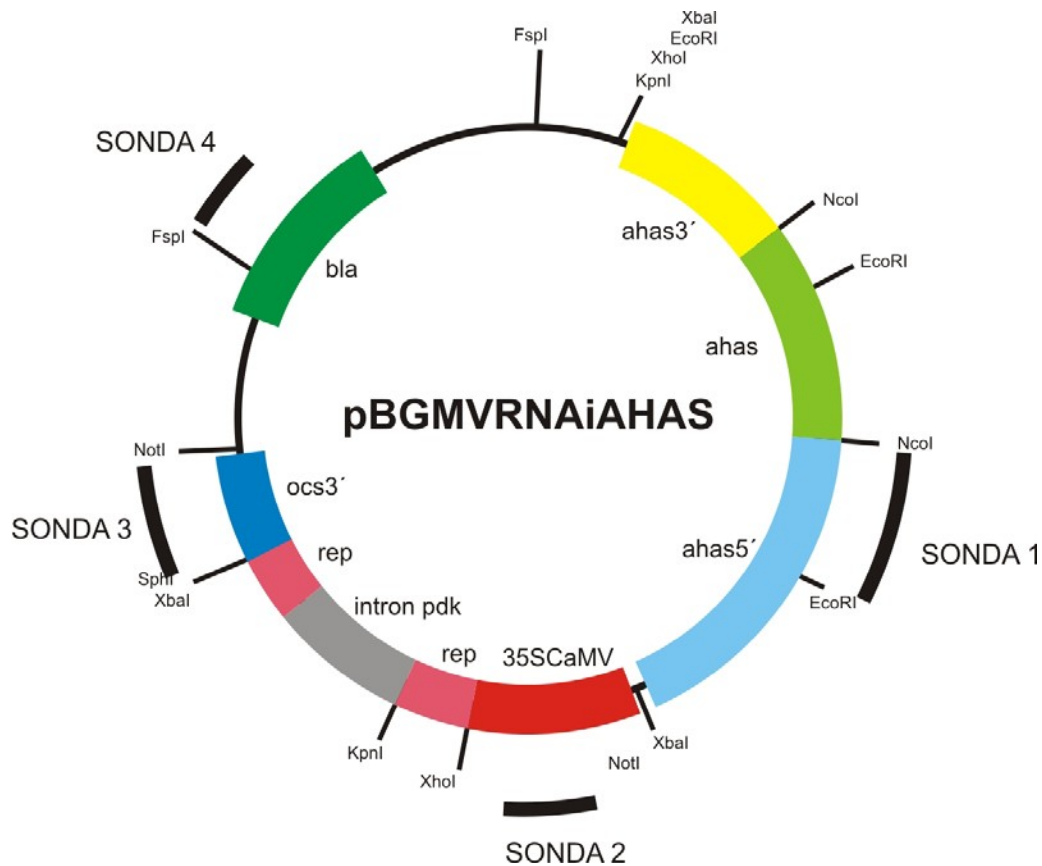 XbaI
EcoRI
XhoI
KpnI
FspI
SONDA 4
FspI
bla
ahas3´
NcoI
EcoRI
ahas
pBGMVRNAiAHAS
NcoI
SONDA 1
ahas5´
EcoRI
NotI
ocs3´
SONDA 3
SphI
XbaI
rep
intron pdk
rep
35SCaMV
KpnI
XhoI
XbaI
NotI
SONDA 2